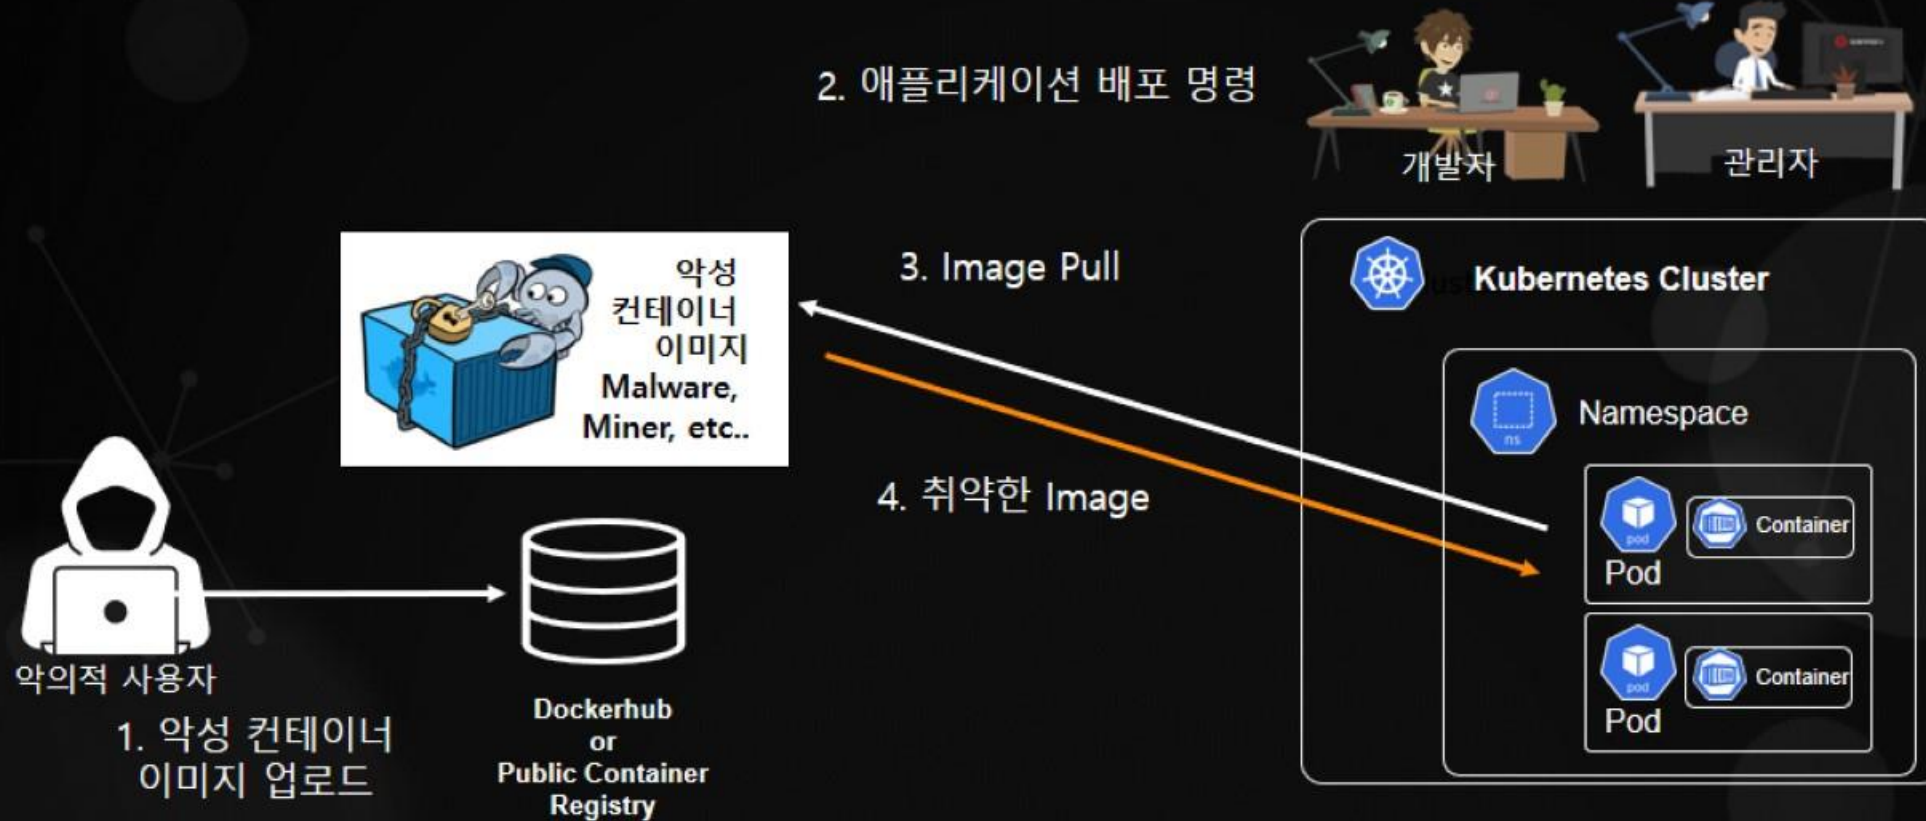 2. 애플리케이션 배포 명령
개발자
관리자
악성
컨테이너
이미지
Malware,
Miner, etc..
3. Image Pull
Kubernetes Cluster
ns
Namespace
4. 취약한 Image
pod
Container
Pod
pod
Container
Pod
악의적 사용자
1. 악성 컨테이너
이미지 업로드
Dockerhub
or
Public Container
Registry